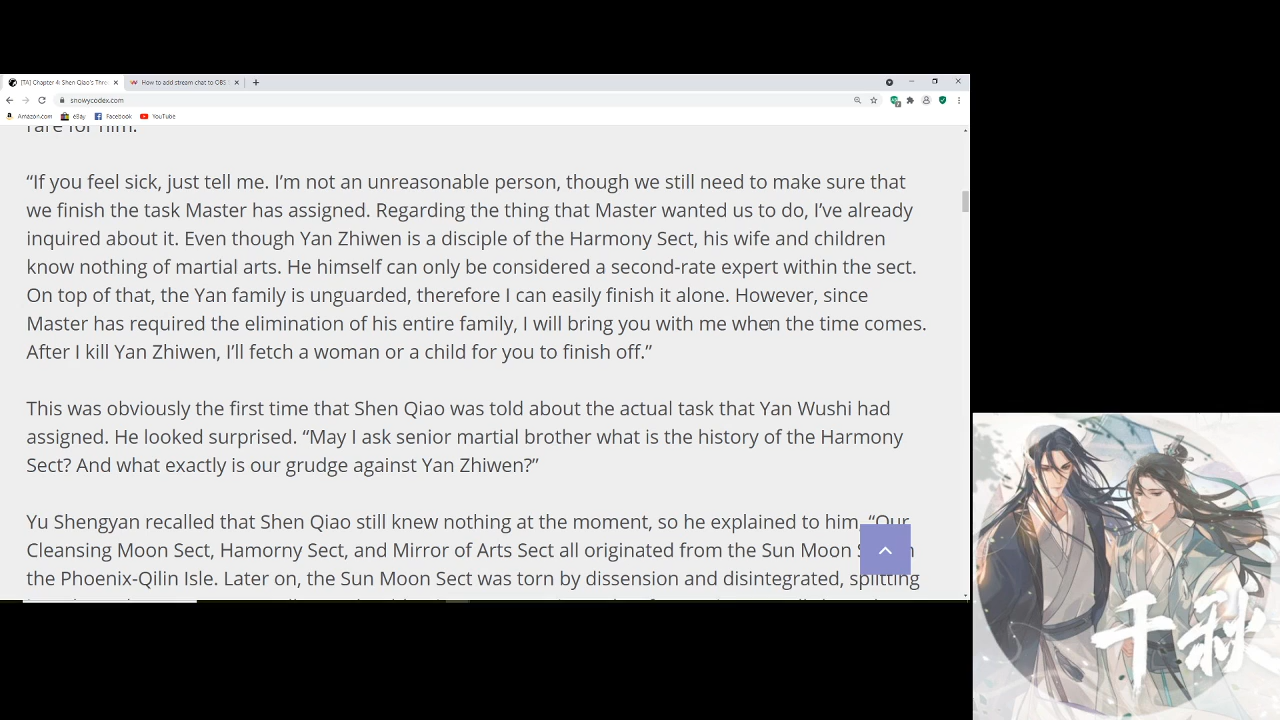 [TA] Chapter 4: Shen Qiao's Thre
How to add stream chat to OBS
snowycodex.com
Amazon.com
eBay
Facebook
YouTube
rare for him.
“If you feel sick, just tell me. I’m not an unreasonable person, though we still need to make sure that
we finish the task Master has assigned. Regarding the thing that Master wanted us to do, I’ve already
inquired about it. Even though Yan Zhiwen is a disciple of the Harmony Sect, his wife and children
know nothing of martial arts. He himself can only be considered a second-rate expert within the sect.
On top of that, the Yan family is unguarded, therefore I can easily finish it alone. However, since
Master has required the elimination of his entire family, I will bring you with me when the time comes.
After I kill Yan Zhiwen, I’ll fetch a woman or a child for you to finish off.”
This was obviously the first time that Shen Qiao was told about the actual task that Yan Wushi had
assigned. He looked surprised. “May I ask senior martial brother what is the history of the Harmony
Sect? And what exactly is our grudge against Yan Zhiwen?”
Yu Shengyan recalled that Shen Qiao still knew nothing at the moment, so he explained to him, “Our
Cleansing Moon Sect, Hamorny Sect, and Mirror of Arts Sect all originated from the Sun Moon S
the Phoenix-Qilin Isle. Later on, the Sun Moon Sect was torn by dissension and disintegrated, splitting
千秋